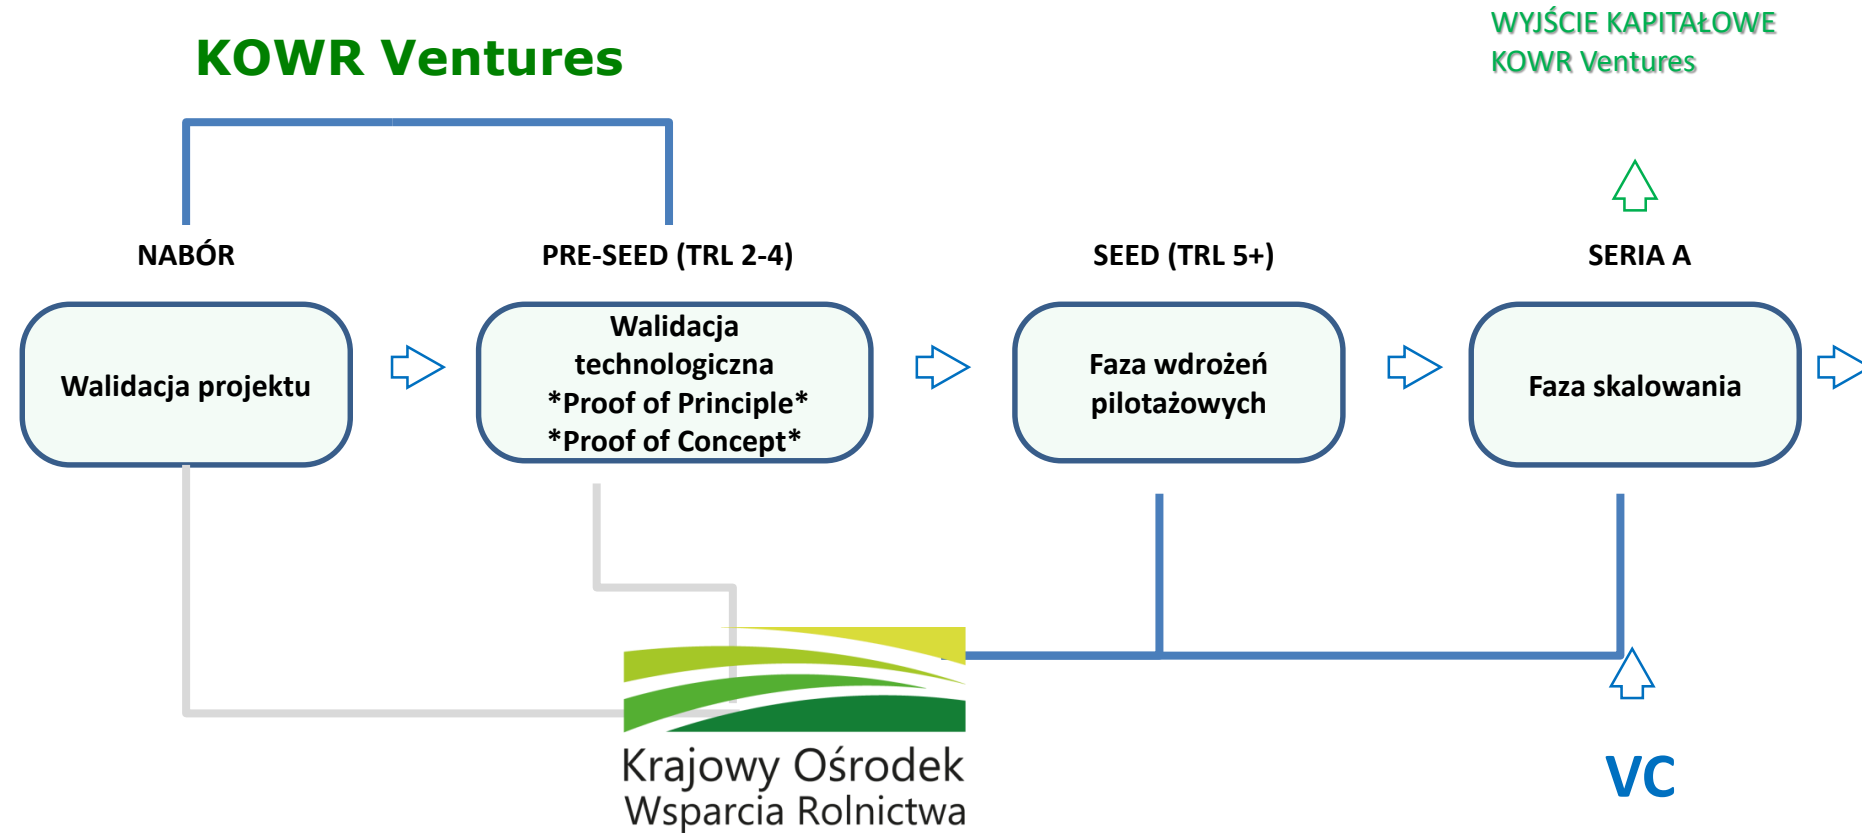 KOWR Ventures
WYJŚCIE KAPITAŁOWE
KOWR Ventures
NABÓR
PRE-SEED (TRL 2-4)
SEED (TRL 5+)
SERIA A
Walidacja projektu
Walidacja
technologiczna
*Proof of Principle*
*Proof of Concept*
Faza wdrożeń
pilotażowych
Faza skalowania
Krajowy Ośrodek
Wsparcia Rolnictwa
VC